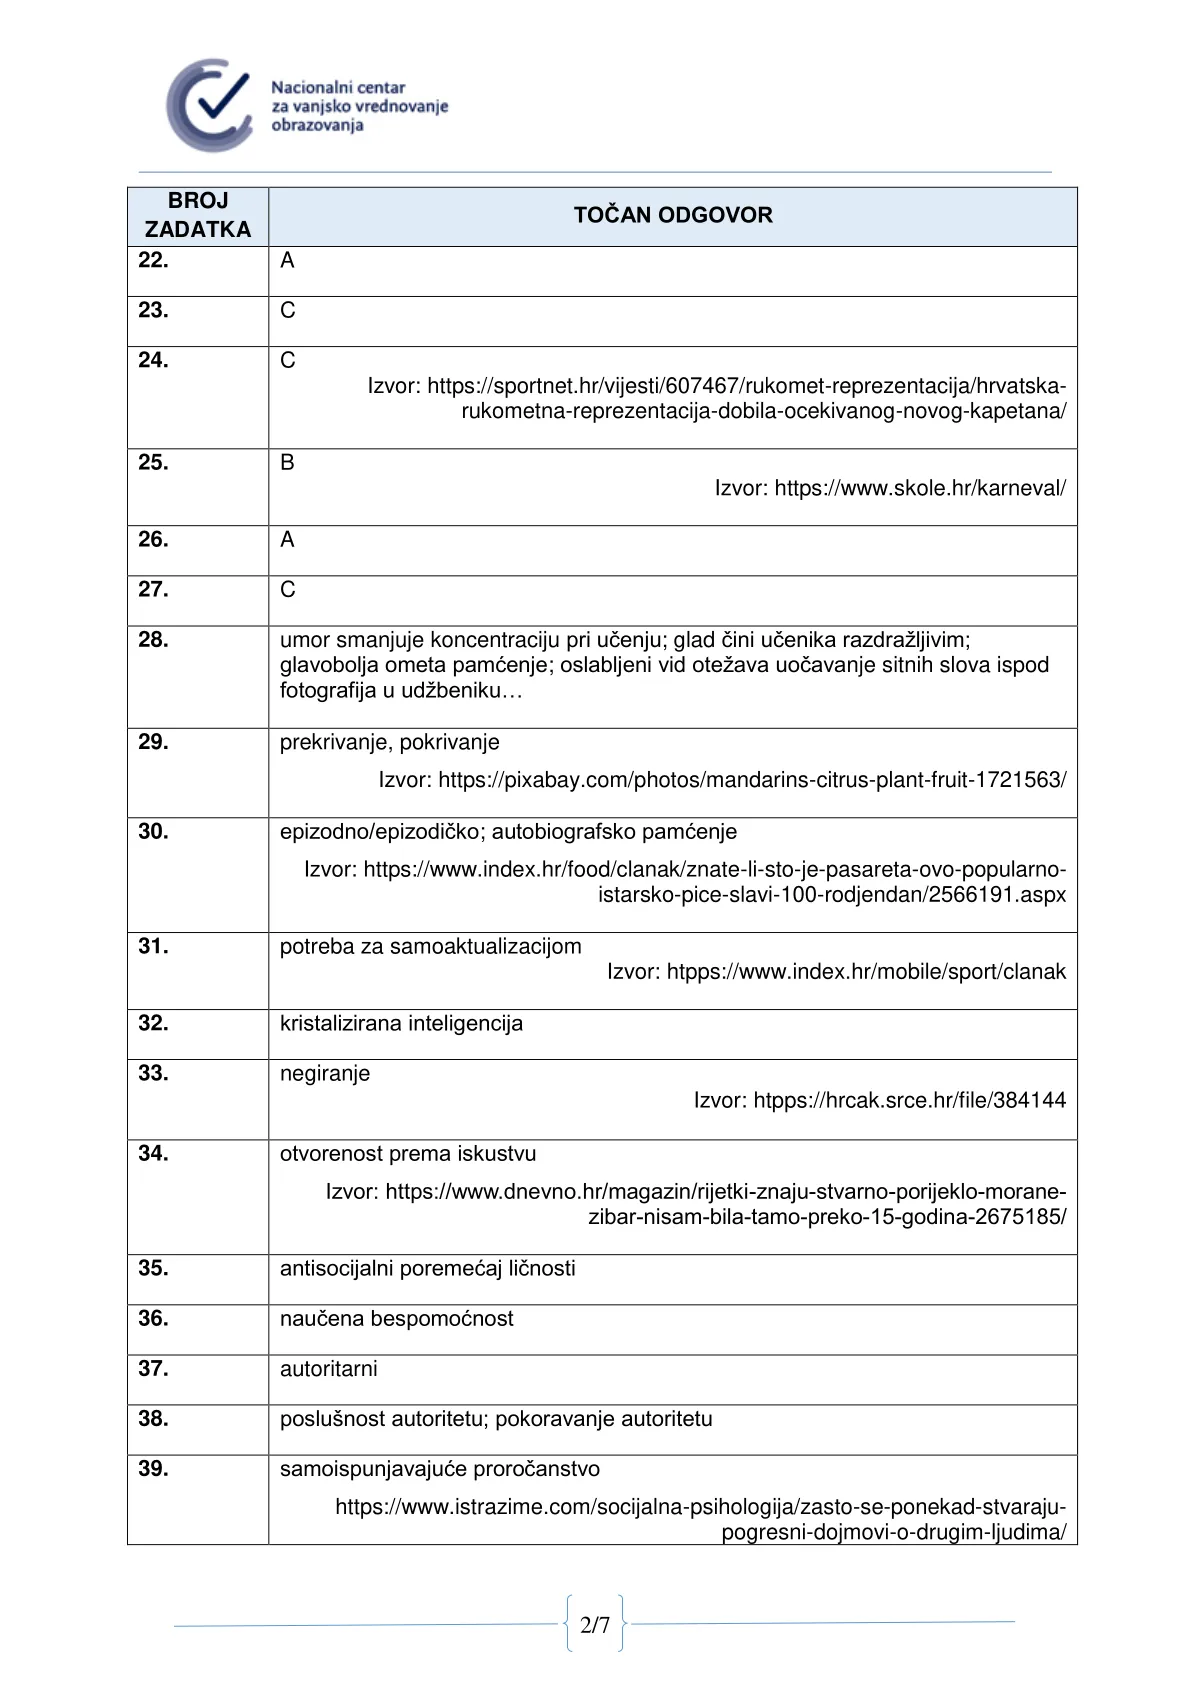 Nacionalni centar
za vanjsko vrednovanje
obrazovanja
BROJ
ZADATKA
TOČAN ODGOVOR
22.
A
23.
C
24.
C
Izvor: https://sportnet.hr/vijesti/607467/rukomet-reprezentacija/hrvatska-
rukometna-reprezentacija-dobila-ocekivanog-novog-kapetana/
25.
B
Izvor: https://www.skole.hr/karneval/
26.
A
27.
C
28.
umor smanjuje koncentraciju pri učenju; glad čini učenika razdražljivim;
glavobolja ometa pamćenje; oslabljeni vid otežava uočavanje sitnih slova ispod
fotografija u udžbeniku…
29.
prekrivanje, pokrivanje
Izvor: https://pixabay.com/photos/mandarins-citrus-plant-fruit-1721563/
30.
epizodno/epizodičko; autobiografsko pamćenje
Izvor: https://www.index.hr/food/clanak/znate-li-sto-je-pasareta-ovo-popularno-
istarsko-pice-slavi-100-rodjendan/2566191.aspx
31.
potreba za samoaktualizacijom
Izvor: htpps://www.index.hr/mobile/sport/clanak
32.
kristalizirana inteligencija
33.
negiranje
Izvor: htpps://hrcak.srce.hr/file/384144
34.
otvorenost prema iskustvu
Izvor: https://www.dnevno.hr/magazin/rijetki-znaju-stvarno-porijeklo-morane-
zibar-nisam-bila-tamo-preko-15-godina-2675185/
35.
antisocijalni poremećaj ličnosti
36.
naučena bespomoćnost
37.
autoritarni
38.
poslušnost autoritetu; pokoravanje autoritetu
39.
samoispunjavajuće proročanstvo
https://www.istrazime.com/socijalna-psihologija/zasto-se-ponekad-stvaraju-
pogresni-dojmovi-o-drugim-ljudima/
2/7